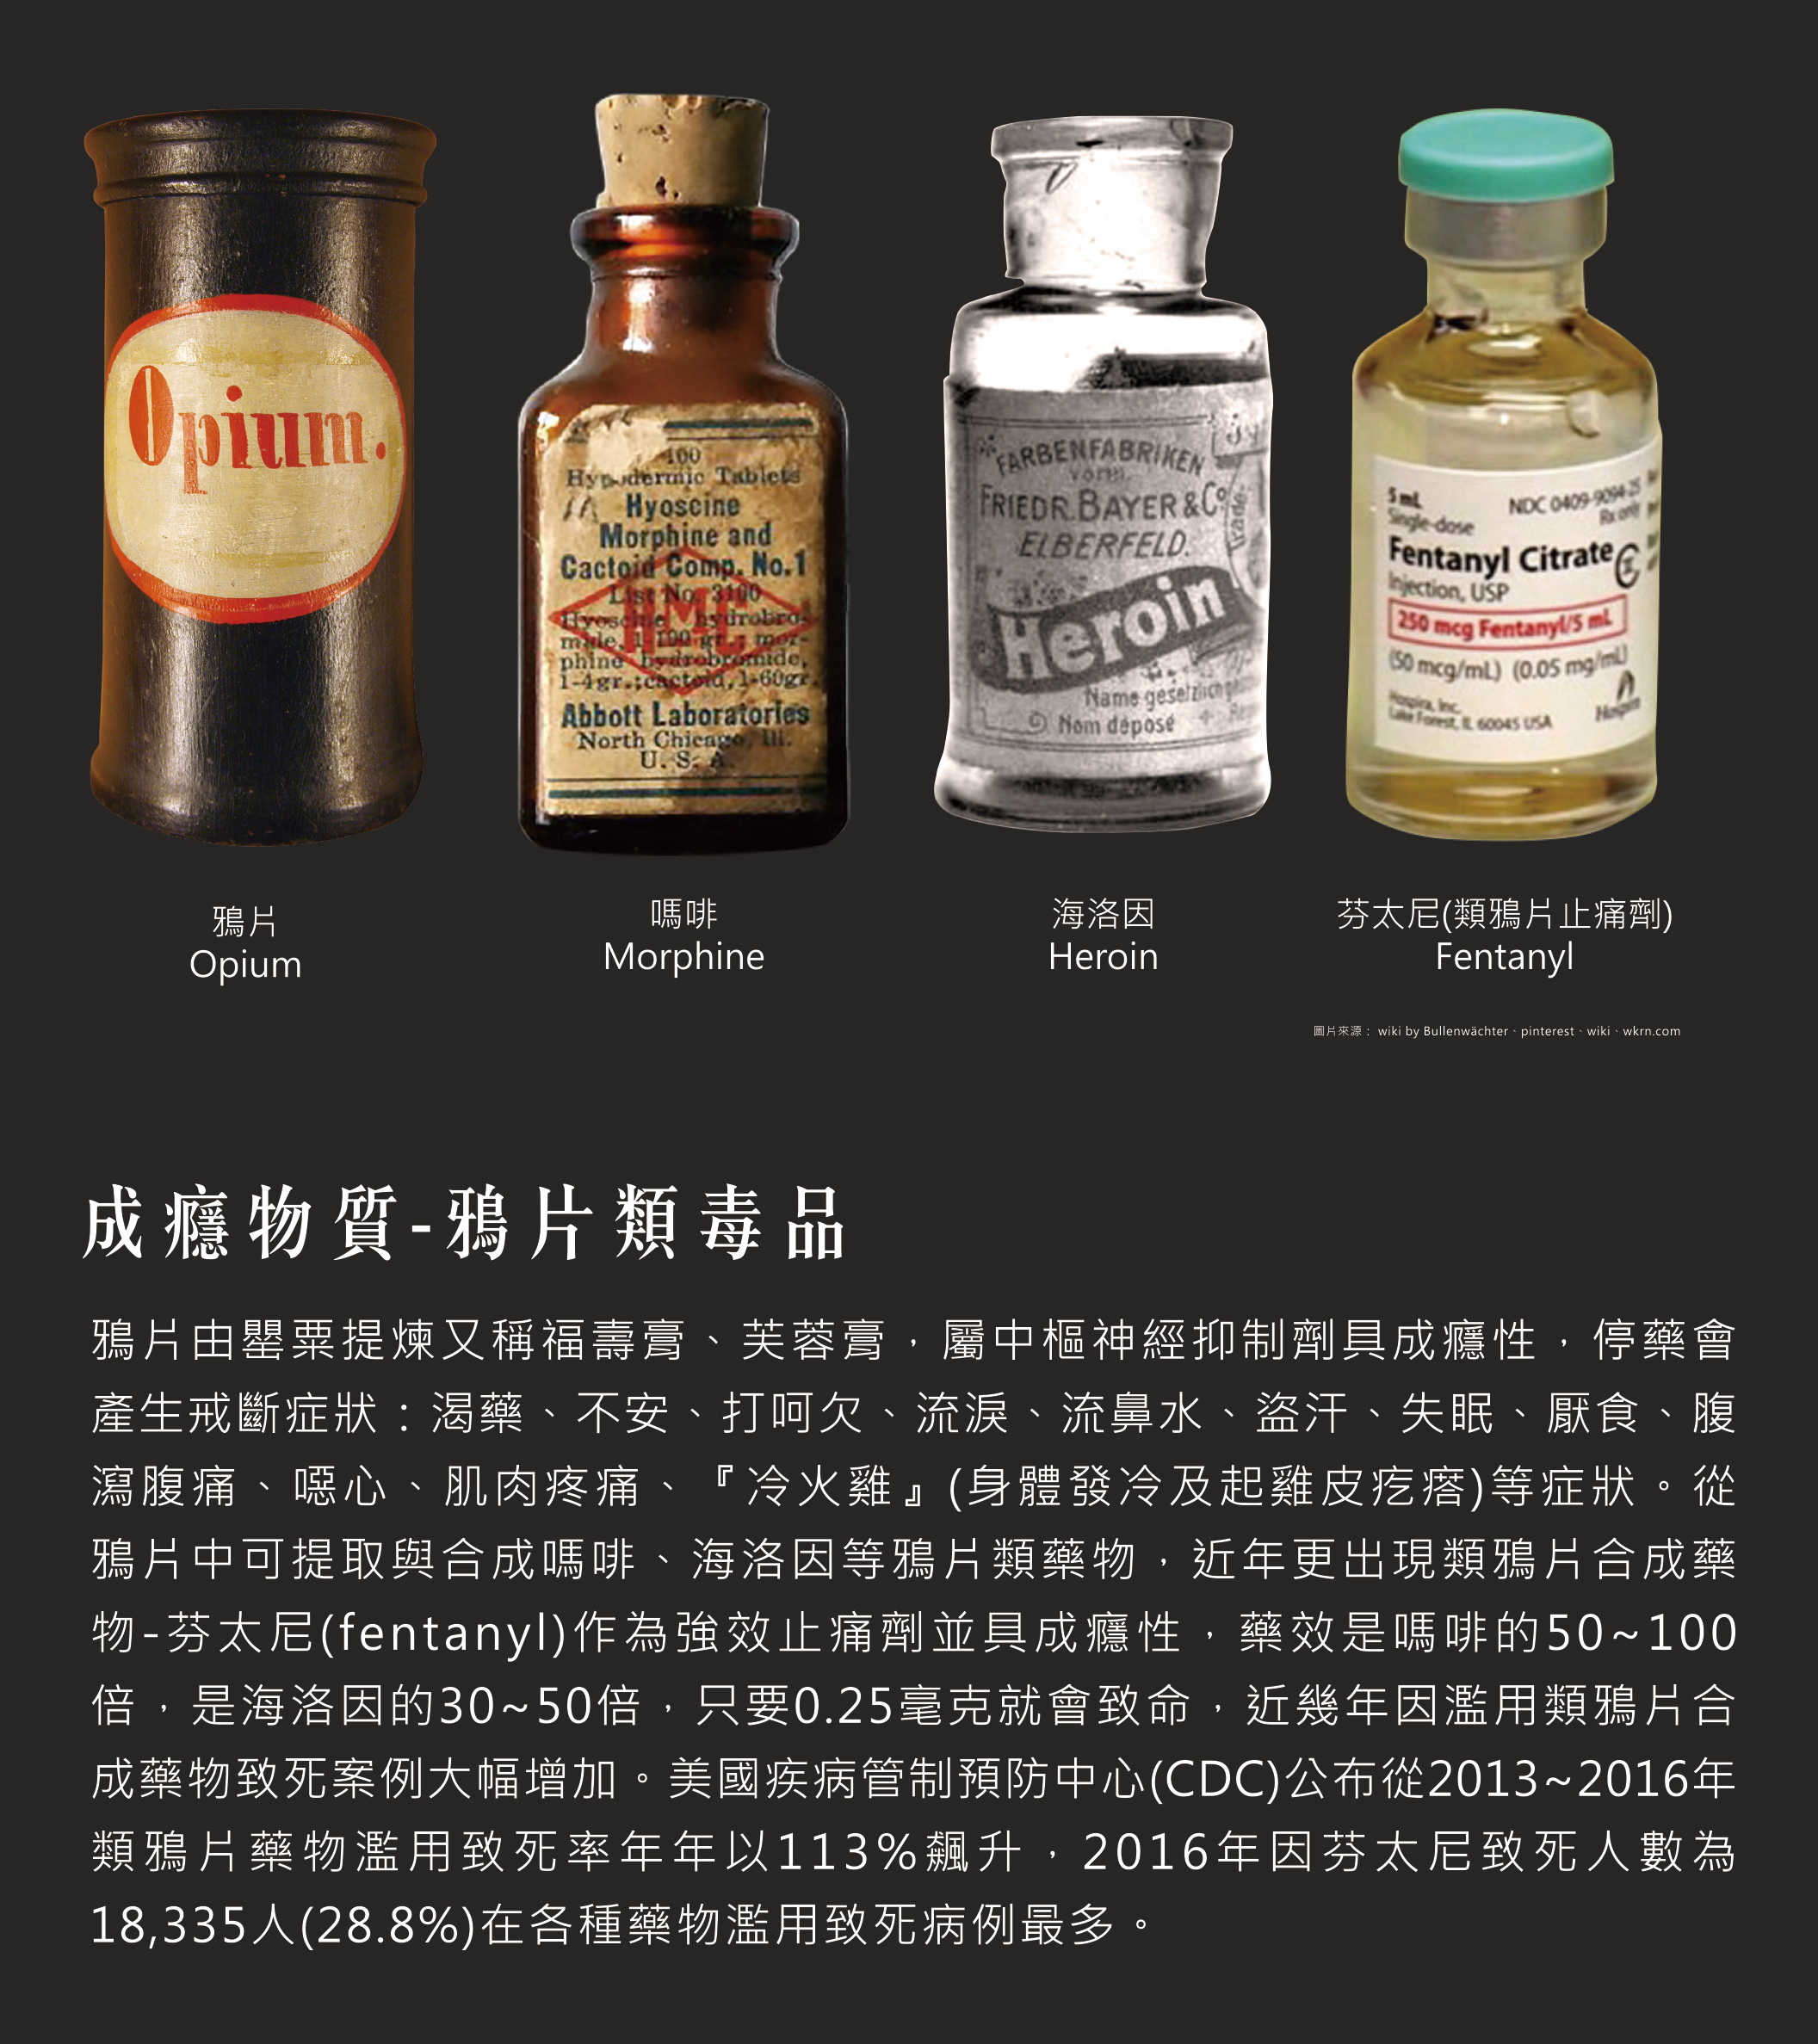 Opium.
100
Hypodermic Tablets
Hyoscine
Morphine and
Cactoid Comp. No.1
List No. 3100
Hyoscine hydrobro-
mide, 1-100 gr.; mor-
phine hydrobromide,
1-4gr.;cactoid,1-60gr.
Abbott Laboratories
North Chicago, Ill.
U. S. A.
FARBENFABRIKEN
vorm.
FRIEDR. BAYER & Co.
ELBERFELD.
Trade-
Heroin
Name gesetzlich
Nom déposé
5 mL
Single-dose
NDC 0409-9094-25
Rx only
Fentanyl Citrate
Injection, USP
250 mcg Fentanyl/5 mL
(50 mcg/mL) (0.05 mg/mL)
Hospira, Inc.
Lake Forest, IL 60045 USA
Hospira
鴉片
Opium
嗎啡
Morphine
海洛因
Heroin
芬太尼(類鴉片止痛劑)
Fentanyl
圖片來源： wiki by Bullenwächter、pinterest、wiki、wkrn.com
成癮物質-鴉片類毒品
鴉片由罌粟提煉又稱福壽膏、芙蓉膏，屬中樞神經抑制劑具成癮性，停藥會
產生戒斷症狀：渴藥、不安、打呵欠、流淚、流鼻水、盜汗、失眠、厭食、腹
瀉腹痛、噁心、肌肉疼痛、『冷火雞』(身體發冷及起雞皮疙瘩)等症狀。從
鴉片中可提取與合成嗎啡、海洛因等鴉片類藥物，近年更出現類鴉片合成藥
物-芬太尼(fentanyl)作為強效止痛劑並具成癮性，藥效是嗎啡的50~100
倍，是海洛因的30~50倍，只要0.25毫克就會致命，近幾年因濫用類鴉片合
成藥物致死案例大幅增加。美國疾病管制預防中心(CDC)公布從2013~2016年
類鴉片藥物濫用致死率年年以113%飆升，2016年因芬太尼致死人數為
18,335人(28.8%)在各種藥物濫用致死病例最多。